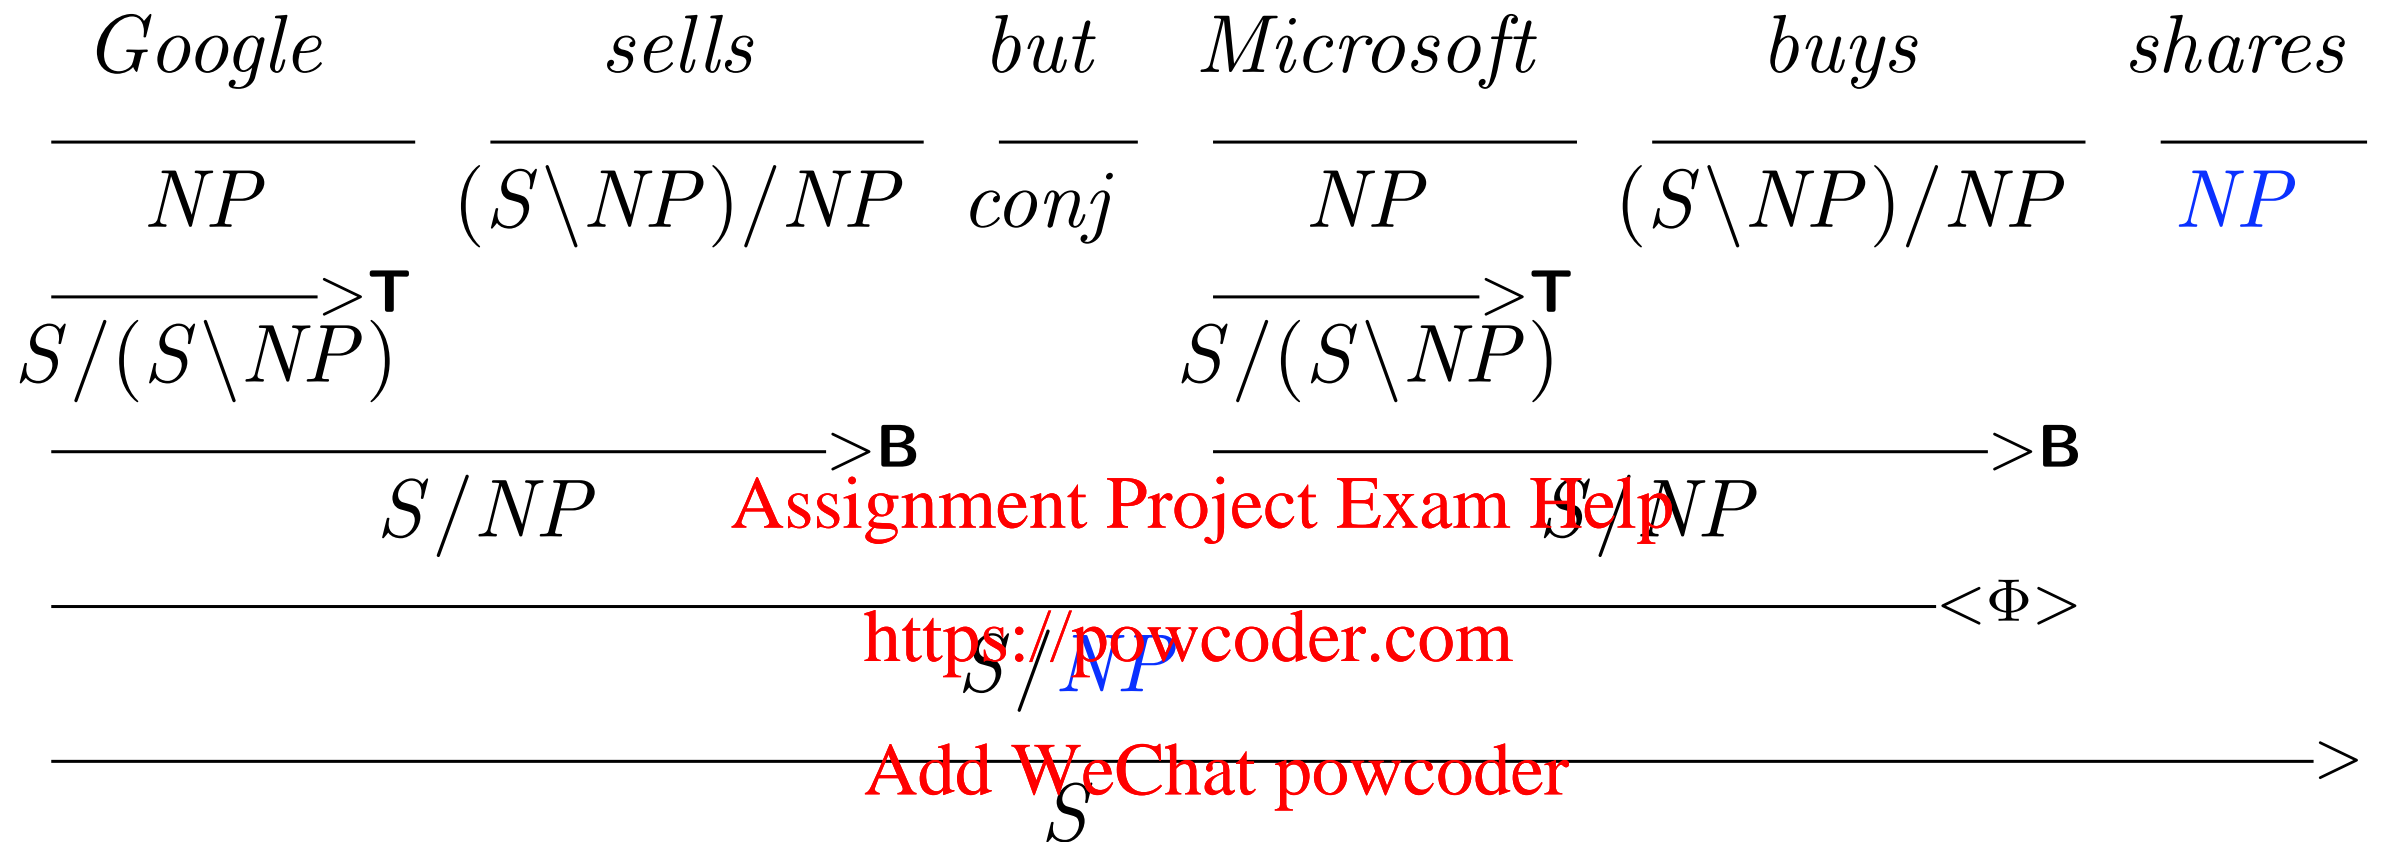 Google sells but Microsoft buys shares
NP (S\NP)/NP conj NP (S\NP)/NP NP
>T >T
S/(S\NP) S/(S\NP)
>B >B
S/NP S/NP
Assignment Project Exam Help
<Φ>
https://powcoder.com
S/NP
>
Add WeChat powcoder
S